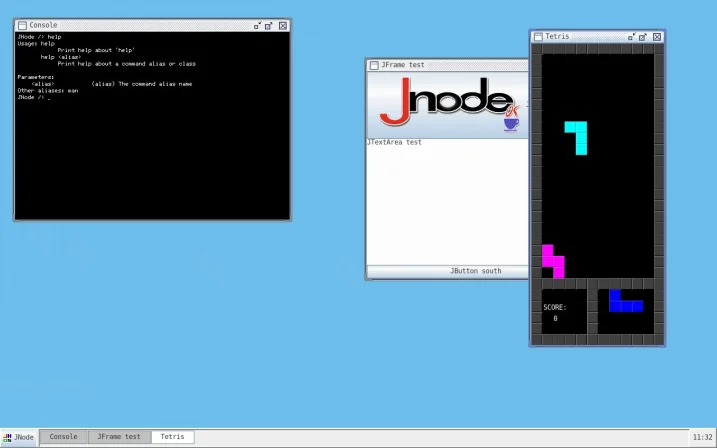 Console
JNode /> help
Usage: help
Print help about 'help'
help <alias>
Print help about a command alias or class
Parameters:
<alias> (alias) The command alias name
Other aliases: man
JNode /> _
JFrame test
Jnode
JTextArea test
JButton south
Tetris
SCORE:
0
JNode Console JFrame test Tetris 11:32